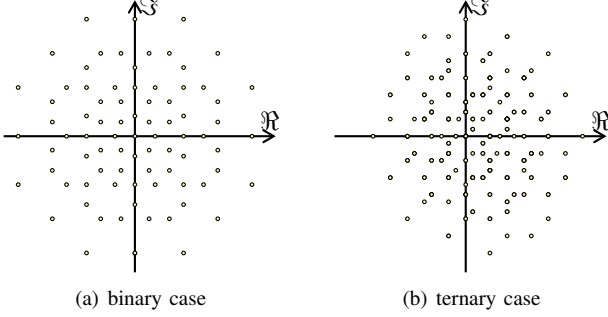 ℑ ℑ
ℜ ℜ
(a) binary case (b) ternary case